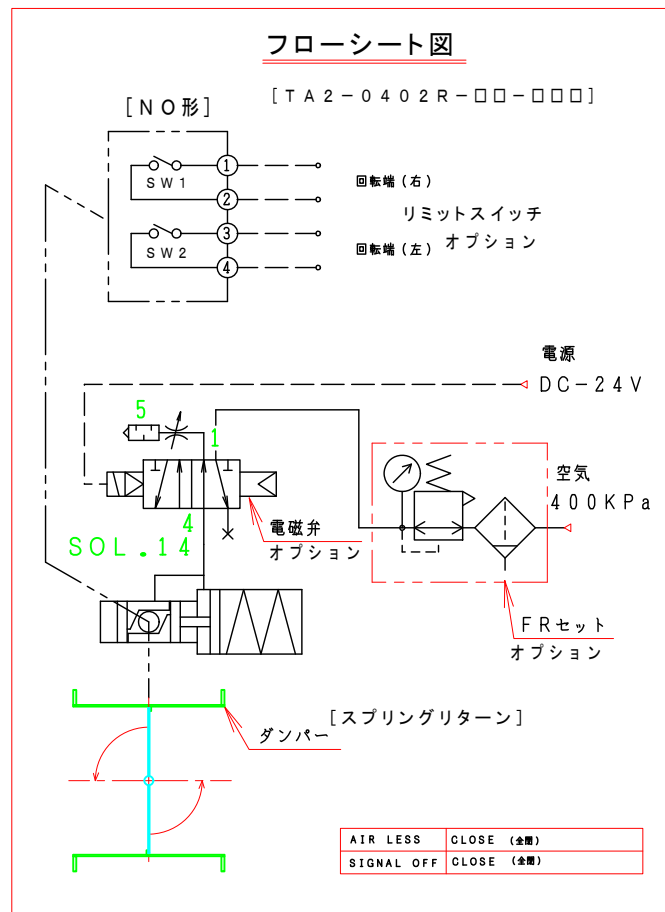 フローシート図
[TA2-0402R-□□-□□□]
[NO形]
1
SW1
2
回転端(右)
リミットスイッチ
オプション
3
SW2
4
回転端(左)
電源
DC-24V
5
1
空気
400KPa
4
電磁弁
オプション
SOL.14
FRセット
オプション
[スプリングリターン]
ダンパー
AIR LESS CLOSE (全閉)
SIGNAL OFF CLOSE (全閉)